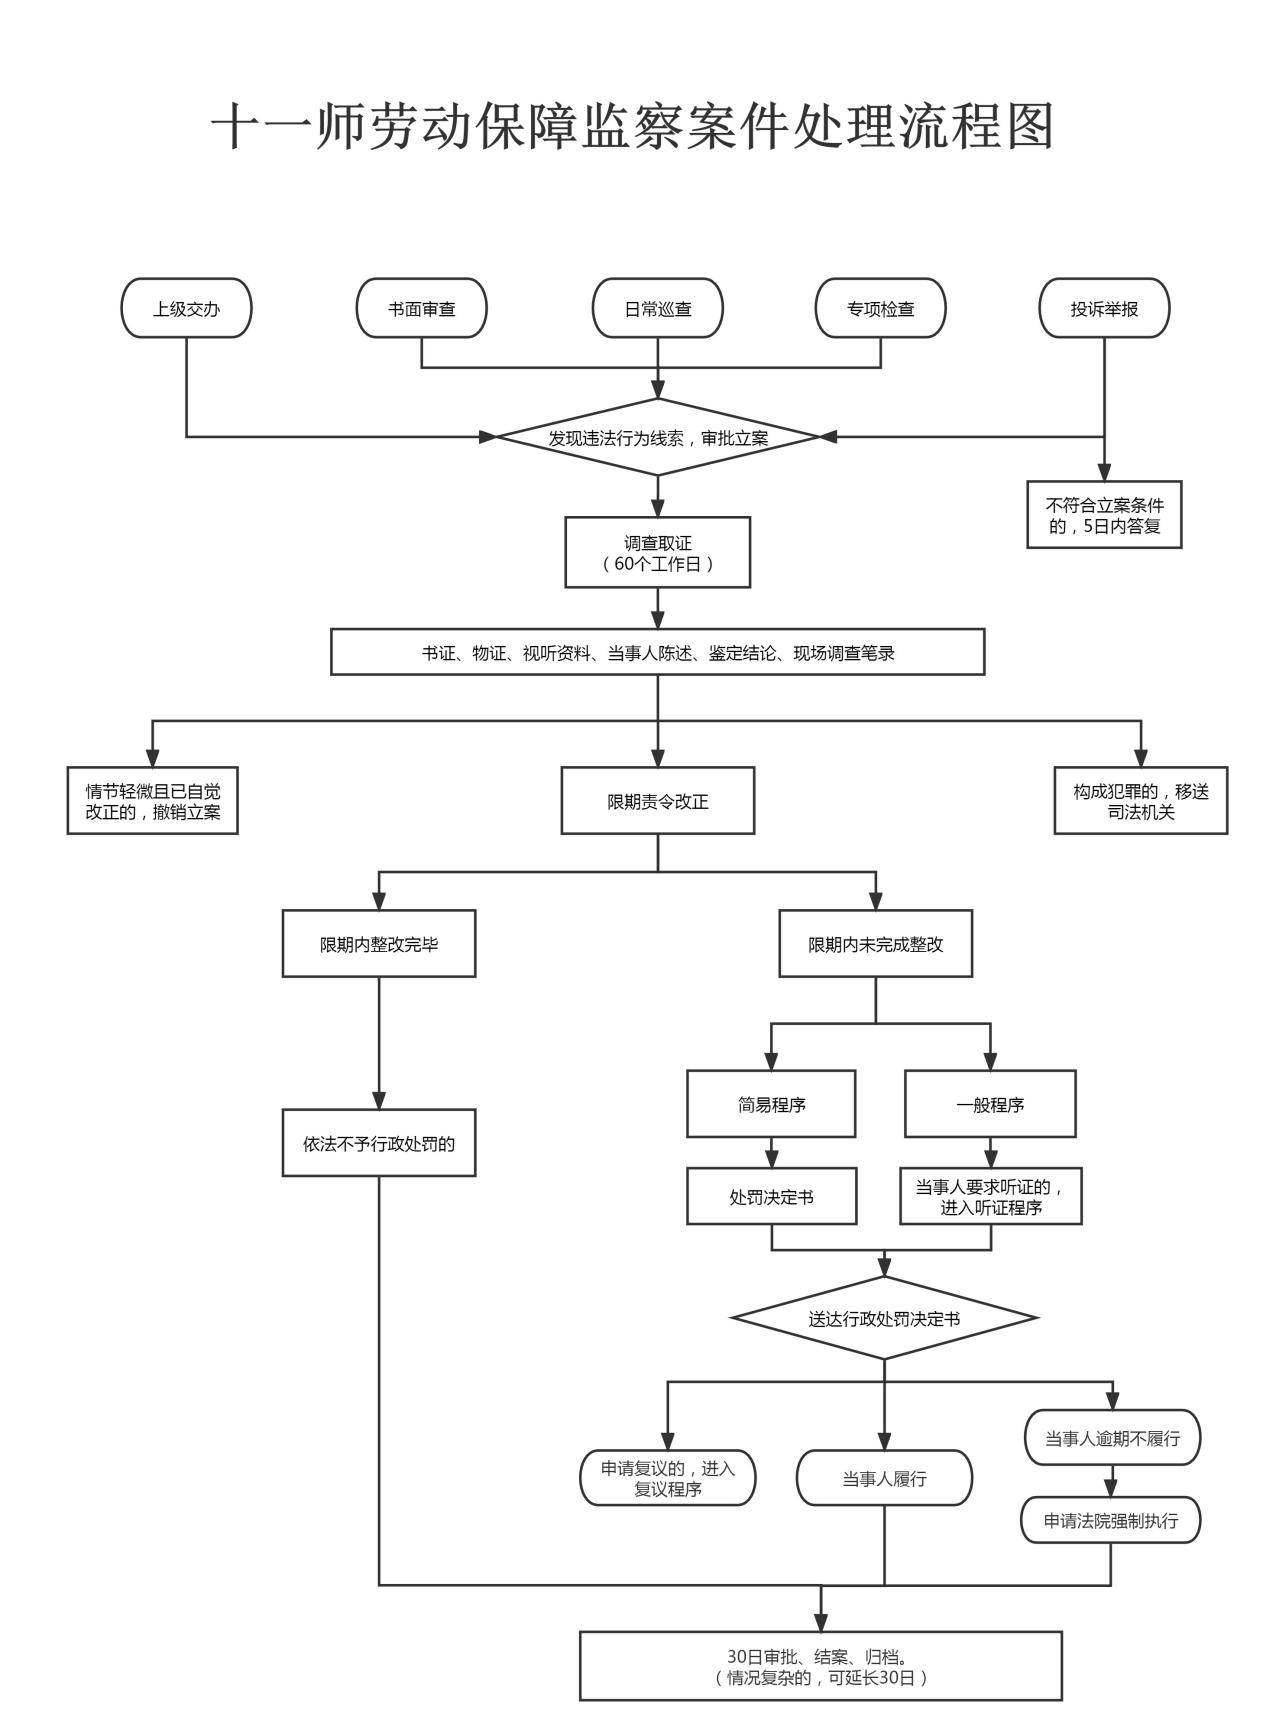 十一师劳动保障监察案件处理流程图
上级交办
书面审查
日常巡查
专项检查
投诉举报
发现违法行为线索，审批立案
不符合立案条件
的，5日内答复
调查取证
（60个工作日）
书证、物证、视听资料、当事人陈述、鉴定结论、现场调查笔录
情节轻微且已自觉
改正的，撤销立案
限期责令改正
构成犯罪的，移送
司法机关
限期内整改完毕
限期内未完成整改
简易程序
一般程序
依法不予行政处罚的
处罚决定书
当事人要求听证的，
进入听证程序
送达行政处罚决定书
申请复议的，进入
复议程序
当事人履行
当事人逾期不履行
申请法院强制执行
30日审批、结案、归档。
（情况复杂的，可延长30日）